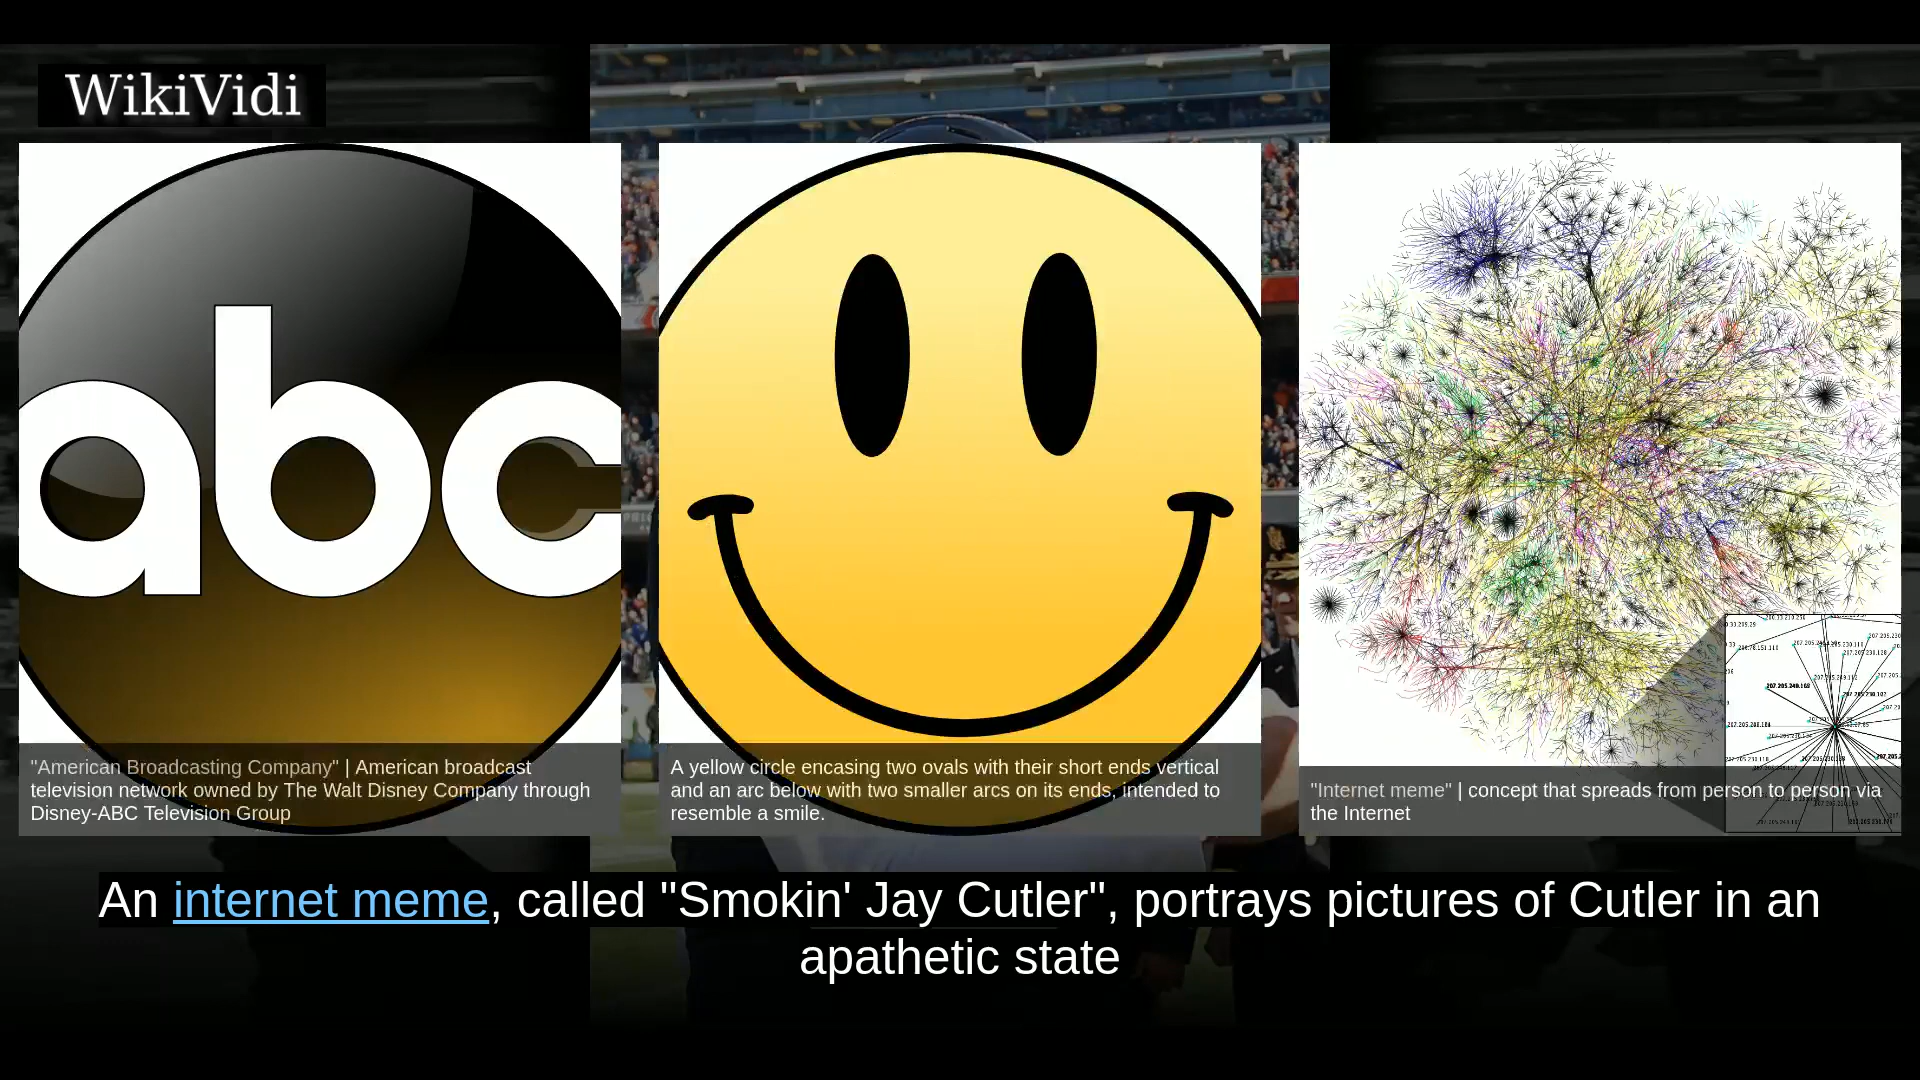 WikiVidi
abc
"American Broadcasting Company" | American broadcast
television network owned by The Walt Disney Company through
Disney-ABC Television Group
A yellow circle encasing two ovals with their short ends vertical
and an arc below with two smaller arcs on its ends, intended to
resemble a smile.
"Internet meme" | concept that spreads from person to person via
the Internet
An internet meme, called "Smokin' Jay Cutler", portrays pictures of Cutler in an
apathetic state